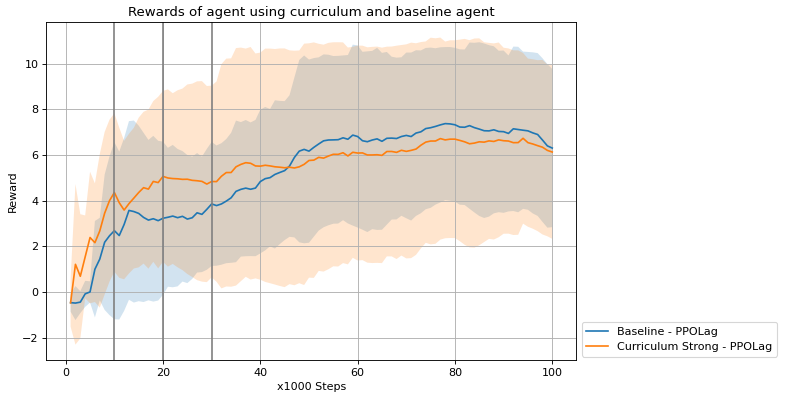 Rewards of agent using curriculum and baseline agent
Reward
10
8
6
4
2
0
−2
0 20 40 60 80 100
x1000 Steps
Baseline - PPOLag
Curriculum Strong - PPOLag